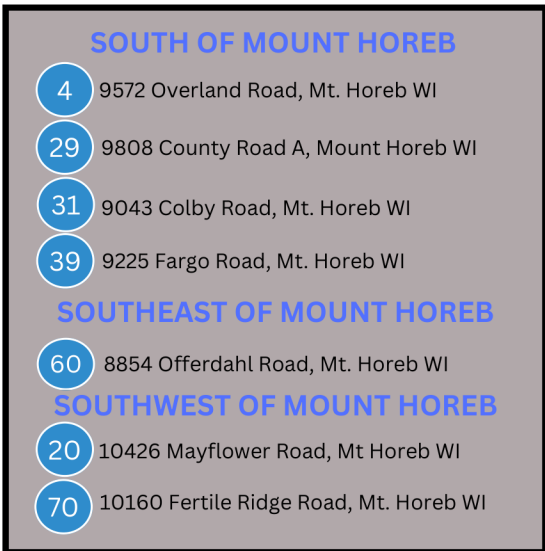 SOUTH OF MOUNT HOREB
4 9572 Overland Road, Mt. Horeb WI
29 9808 County Road A, Mount Horeb WI
31 9043 Colby Road, Mt. Horeb WI
39 9225 Fargo Road, Mt. Horeb WI
SOUTHEAST OF MOUNT HOREB
60 8854 Offerdahl Road, Mt. Horeb WI
SOUTHWEST OF MOUNT HOREB
20 10426 Mayflower Road, Mt Horeb WI
70 10160 Fertile Ridge Road, Mt. Horeb WI